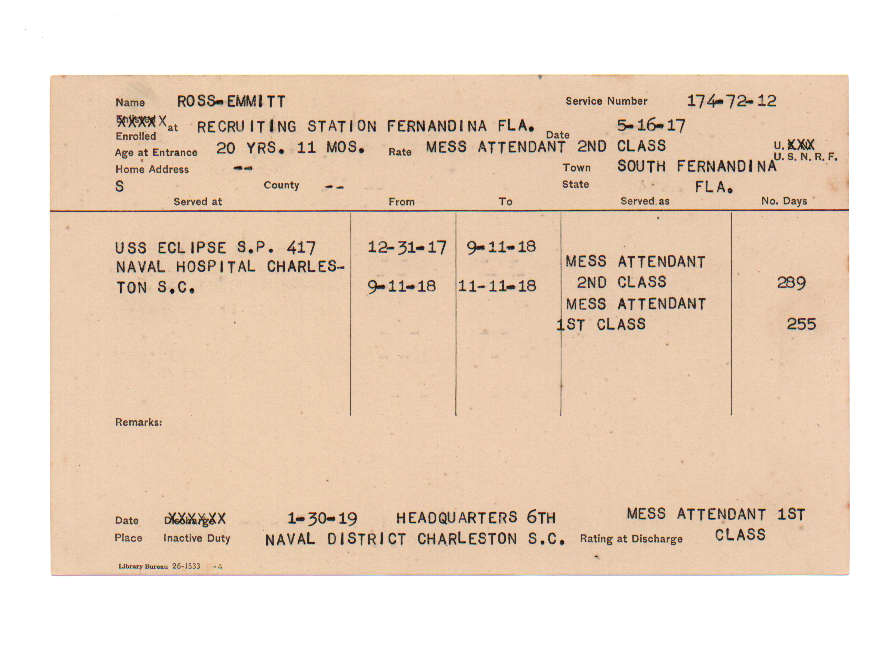 Name ROSS-EMMITT Service Number 174-72-12
Enlisted XXXXX
Enrolled at RECRUITING STATION FERNANDINA FLA. Date 5-16-17
Age at Entrance 20 YRS. 11 MOS. Rate MESS ATTENDANT 2ND CLASS U. XXX
U. S. N. R. F.
Home Address -- Town SOUTH FERNANDINA
S County -- State FLA.
Served at From To Served as No. Days
USS ECLIPSE S.P. 417 12-31-17 9-11-18
NAVAL HOSPITAL CHARLES- MESS ATTENDANT
TON S.C. 9-11-18 11-11-18 2ND CLASS 289
MESS ATTENDANT
1ST CLASS 255
Remarks:
Date Discharge XXXXXX 1-30-19 HEADQUARTERS 6TH MESS ATTENDANT 1ST
Place Inactive Duty NAVAL DISTRICT CHARLESTON S.C. Rating at Discharge CLASS
Library Bureau 26-1533